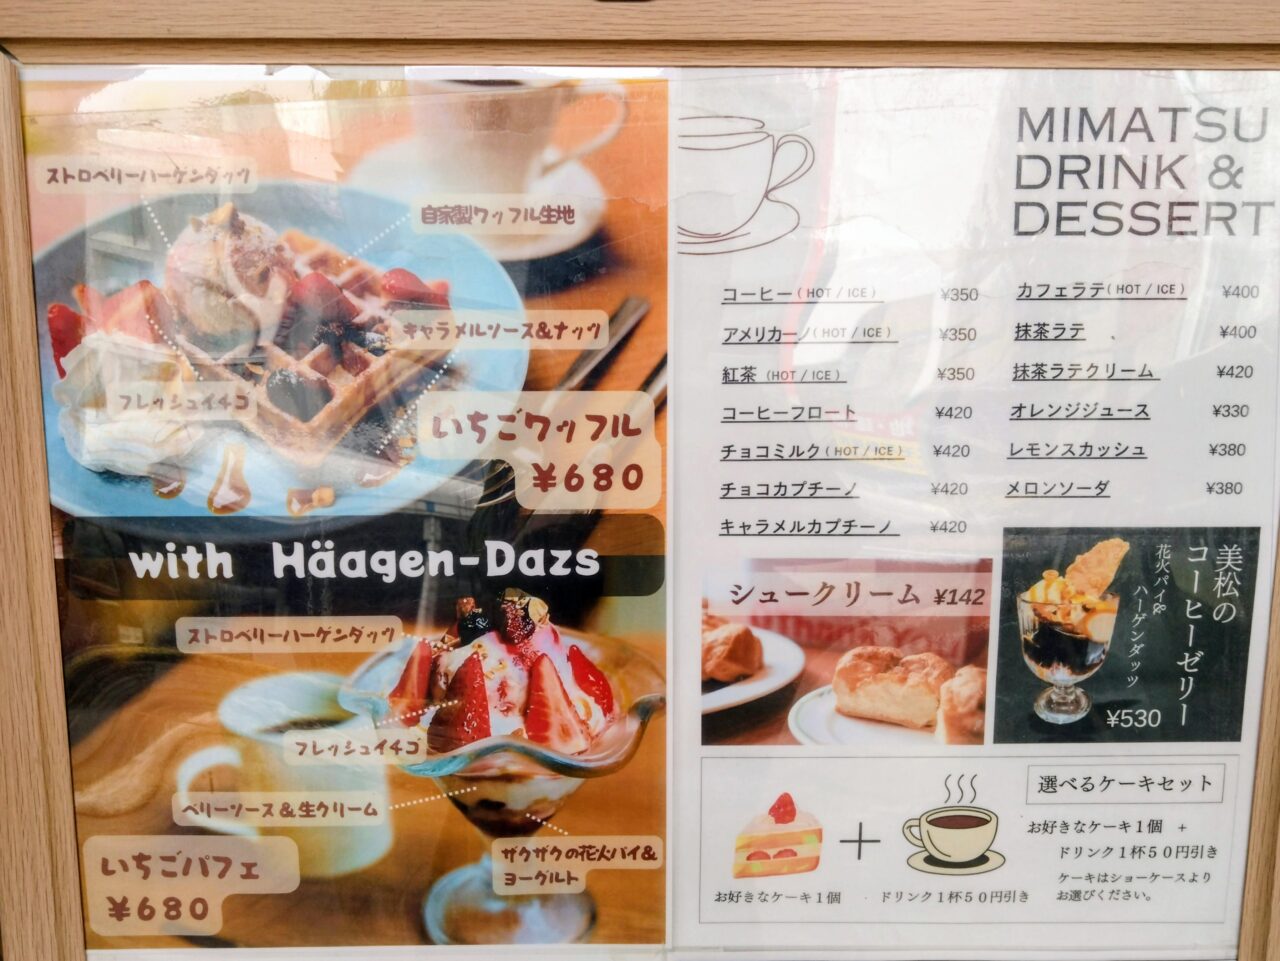 ストロベリーハーゲンダッツ
自家製ワッフル生地
キャラメルソース&ナッツ
フレッシュイチゴ
いちごワッフル
¥680
with Häagen-Dazs
ストロベリーハーゲンダッツ
フレッシュイチゴ
ベリーソース&生クリーム
ザクザクの花火パイ&
ヨーグルト
いちごパフェ
¥680
MIMATSU
DRINK &
DESSERT
コーヒー(HOT/ICE) ¥350
アメリカーノ(HOT/ICE) ¥350
紅茶 (HOT/ICE) ¥350
コーヒーフロート ¥420
チョコミルク(HOT/ICE) ¥420
チョコカプチーノ ¥420
キャラメルカプチーノ ¥420
カフェラテ(HOT/ICE) ¥400
抹茶ラテ ¥400
抹茶ラテクリーム ¥420
オレンジジュース ¥330
レモンスカッシュ ¥380
メロンソーダ ¥380
シュークリーム ¥142
美松の
コーヒーゼリー
花火パイ&
ハーゲンダッツ
¥530
選べるケーキセット
お好きなケーキ1個 +
ドリンク1杯50円引き
ケーキはショーケースより
お選びください。
+
お好きなケーキ1個
ドリンク1杯50円引き